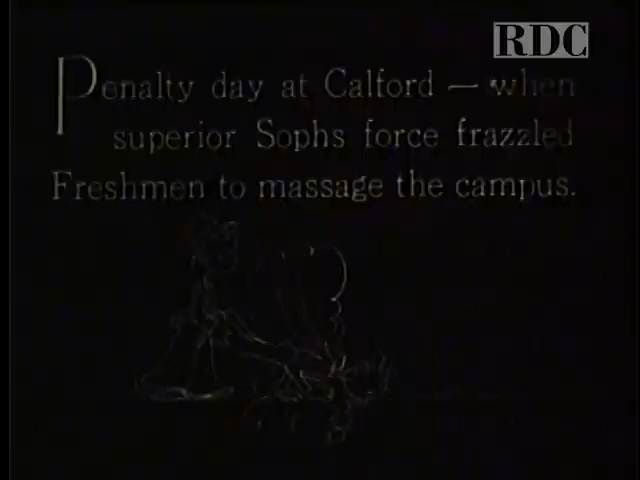 RDC
Penalty day at Calford — when
superior Sophs force frazzled
Freshmen to massage the campus.